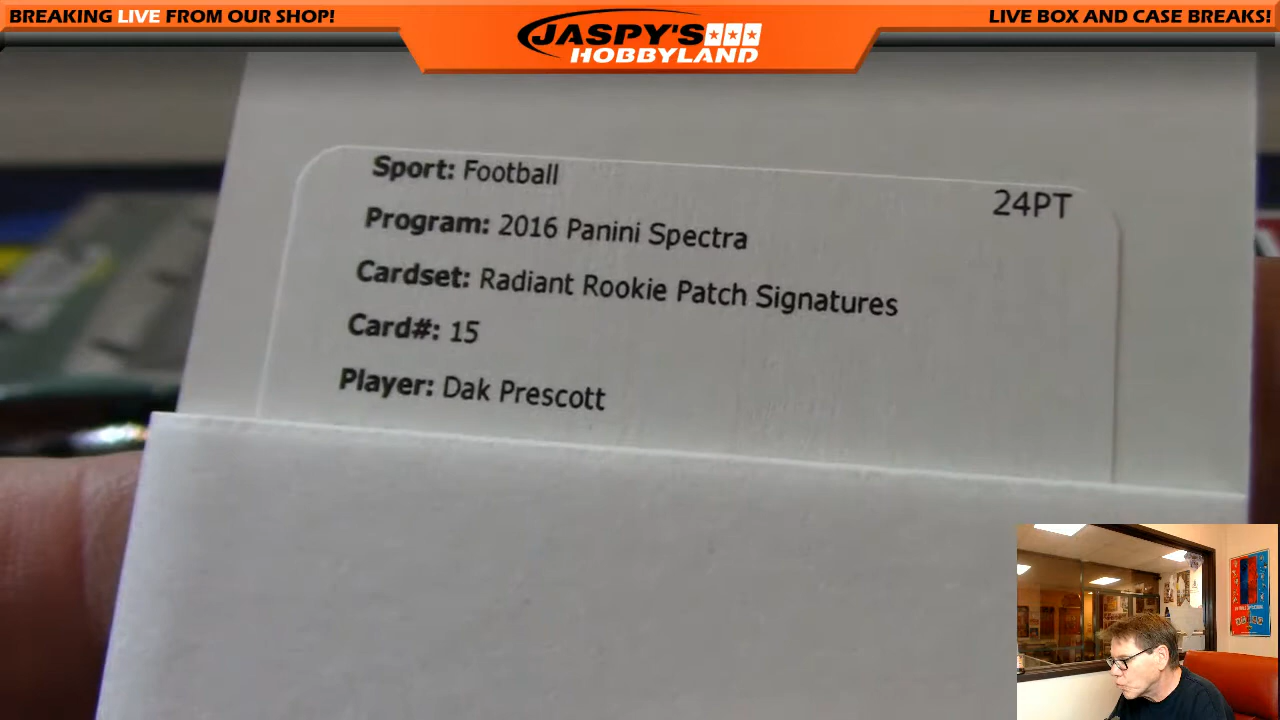 BREAKING LIVE FROM OUR SHOP!
JASPY'S
HOBBYLAND
LIVE BOX AND CASE BREAKS!
Sport: Football
24PT
Program: 2016 Panini Spectra
Cardset: Radiant Rookie Patch Signatures
Card#: 15
Player: Dak Prescott